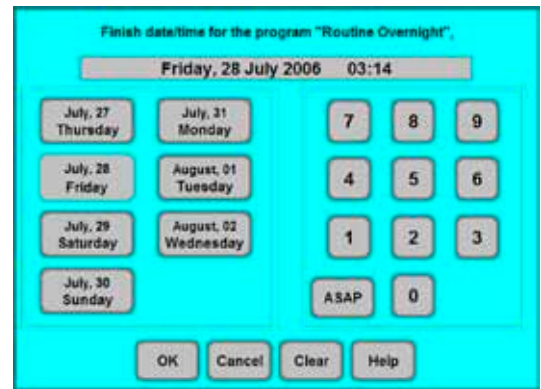 Finish date/time for the program "Routine Overnight",
Friday, 28 July 2006 03:14
July, 27
Thursday
July, 28
Friday
July, 29
Saturday
July, 30
Sunday
July, 31
Monday
August, 01
Tuesday
August, 02
Wednesday
7 8 9
4 5 6
1 2 3
ASAP 0
OK Cancel Clear Help